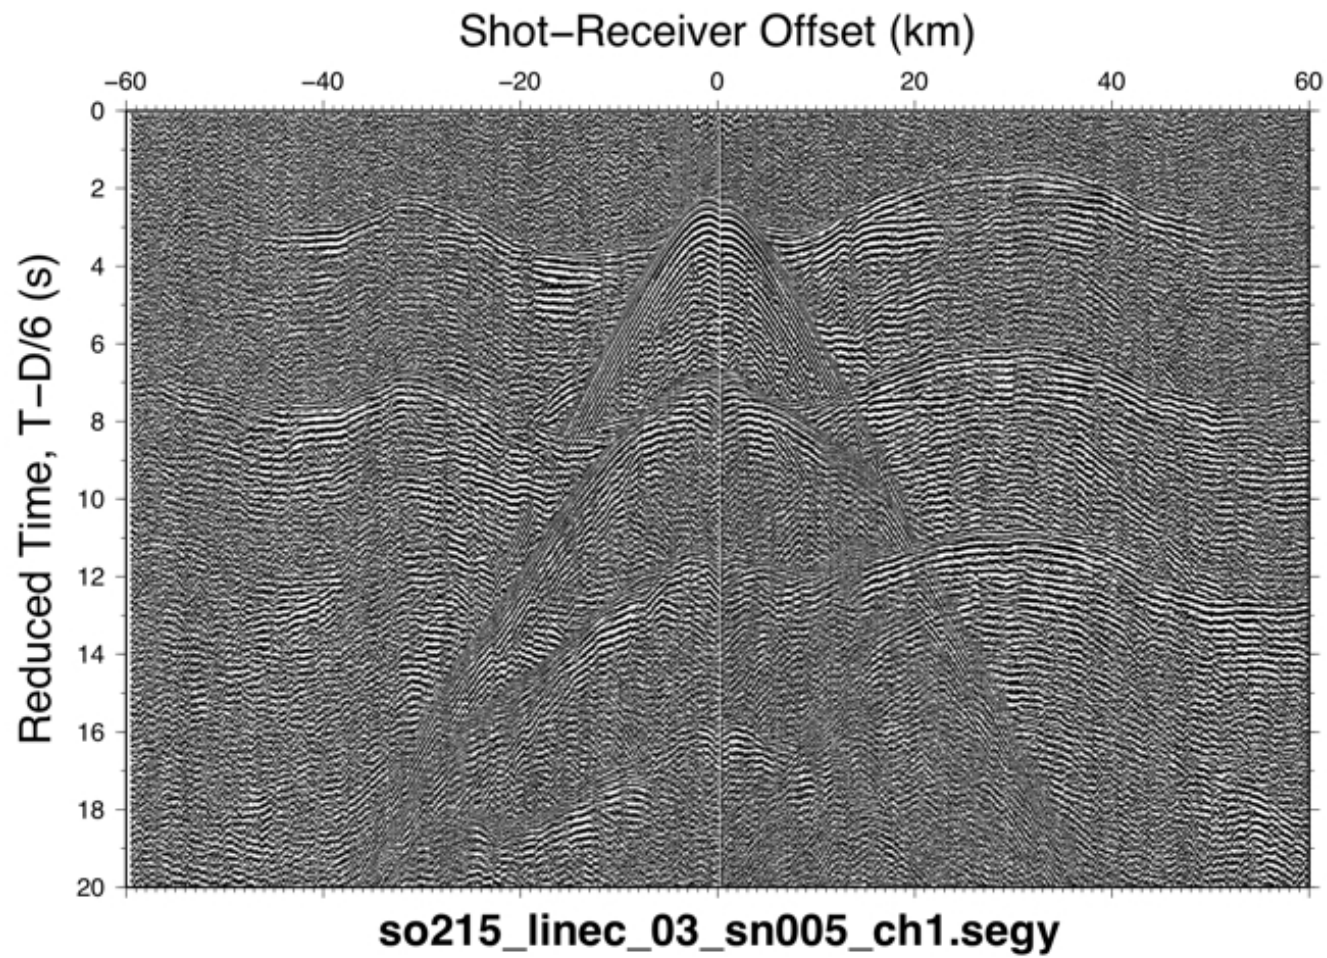 Shot–Receiver Offset (km)
−60 −40 −20 0 20 40 60
0
2
4
6
8
10
12
14
16
18
20
Reduced Time, T−D/6 (s)
so215_linec_03_sn005_ch1.segy